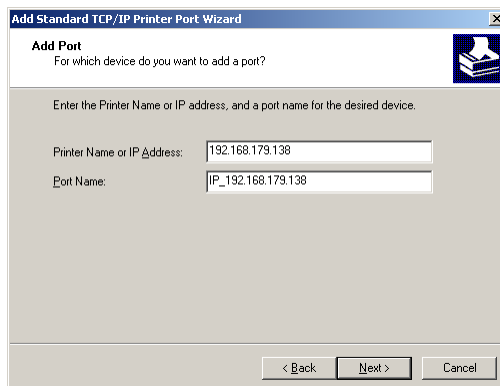 Add Standard TCP/IP Printer Port Wizard
Add Port
For which device do you want to add a port?
Enter the Printer Name or IP address, and a port name for the desired device.
Printer Name or IP Address: 192.168.179.138
Port Name: IP_192.168.179.138
< Back Next > Cancel